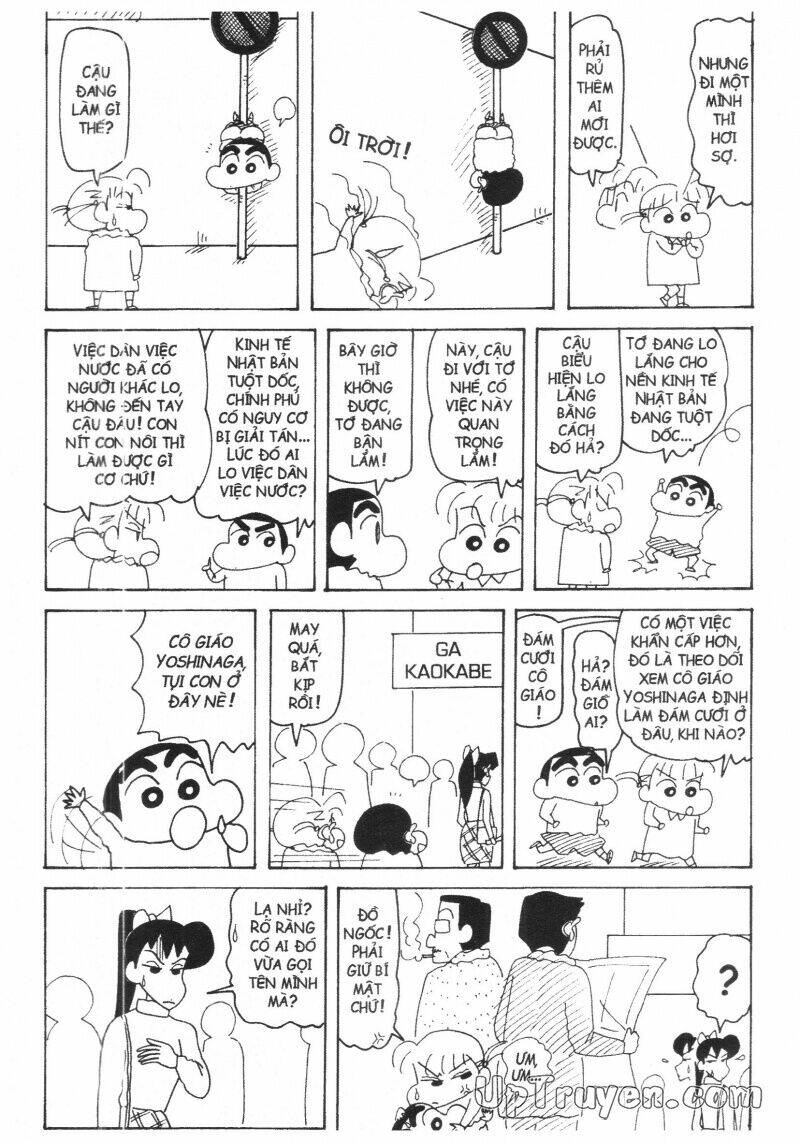 NHƯNG
ĐI MỘT
MÌNH
THÌ
HƠI
SỢ.
PHẢI
RỦ
THÊM
AI
MỚI
ĐƯỢC.
ÔI TRỜI!
CẬU
ĐANG
LÀM GÌ
THẾ?
TỚ ĐANG LO
LẮNG CHO
NỀN KINH TẾ
NHẬT BẢN
ĐANG TUỘT
DỐC...
CẬU
BIỂU
HIỆN LO
LẮNG
BẰNG
CÁCH
ĐÓ HẢ?
NÀY, CẬU
ĐI VỚI TỚ
NHÉ, CÓ
VIỆC NÀY
QUAN
TRỌNG
LẮM!
BÂY GIỜ
THÌ
KHÔNG
ĐƯỢC,
TỚ ĐANG
BẬN
LẮM!
KINH TẾ
NHẬT BẢN
TUỘT DỐC,
CHÍNH PHỦ
CÓ NGUY CƠ
BỊ GIẢI TÁN...
LÚC ĐÓ AI
LO VIỆC DÂN
VIỆC NƯỚC?
VIỆC DÂN VIỆC
NƯỚC ĐÃ CÓ
NGƯỜI KHÁC LO,
KHÔNG ĐẾN TAY
CẬU ĐÂU! CON
NÍT CON NÔI THÌ
LÀM ĐƯỢC GÌ
CƠ CHỨ!
CÓ MỘT VIỆC
KHẨN CẤP HƠN,
ĐÓ LÀ THEO DÕI
XEM CÔ GIÁO
YOSHINAGA ĐỊNH
LÀM ĐÁM CƯỚI Ở
ĐÂU, KHI NÀO?
HẢ?
ĐÁM
GIỖ
AI?
ĐÁM
CƯỚI
CÔ
GIÁO
!
GA
KAOKABE
MAY
QUÁ,
BẮT
KỊP
RỒI!
CÔ GIÁO
YOSHINAGA,
TỤI CON Ở
ĐÂY NÈ!
?
ĐỒ
NGỐC!
PHẢI
GIỮ BÍ
MẬT
CHỨ!
ƯM,
ƯM...
LẠ NHỈ?
RÕ RÀNG
CÓ AI ĐÓ
VỪA GỌI
TÊN MÌNH
MÀ?
UpTruyen.com